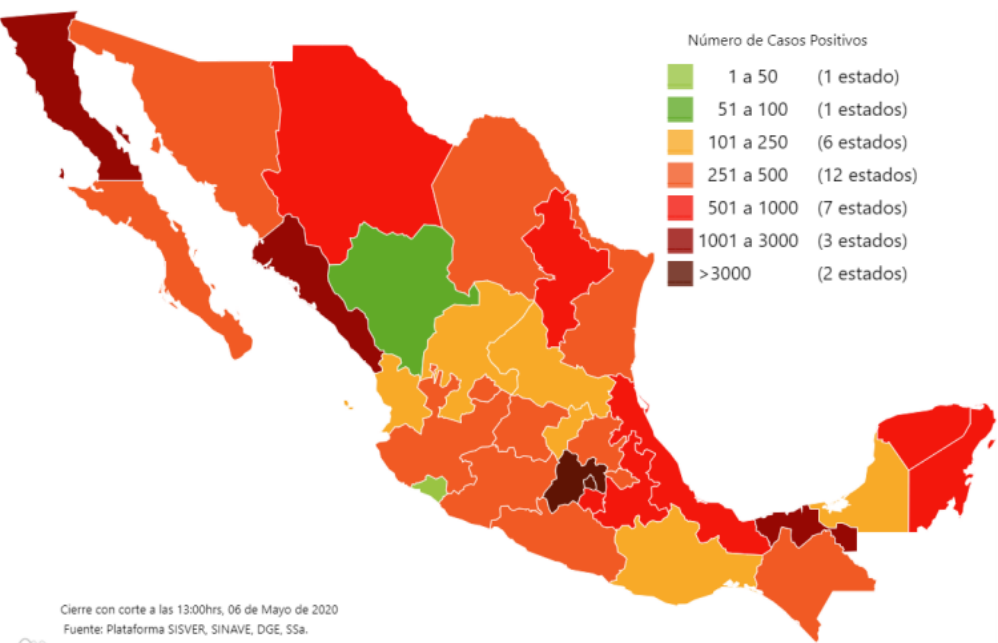 Número de Casos Positivos
1 a 50 (1 estado)
51 a 100 (1 estados)
101 a 250 (6 estados)
251 a 500 (12 estados)
501 a 1000 (7 estados)
1001 a 3000 (3 estados)
>3000 (2 estados)
Cierre con corte a las 13:00hrs, 06 de Mayo de 2020
Fuente: Plataforma SISVER, SINAVE, DGE, SSa.